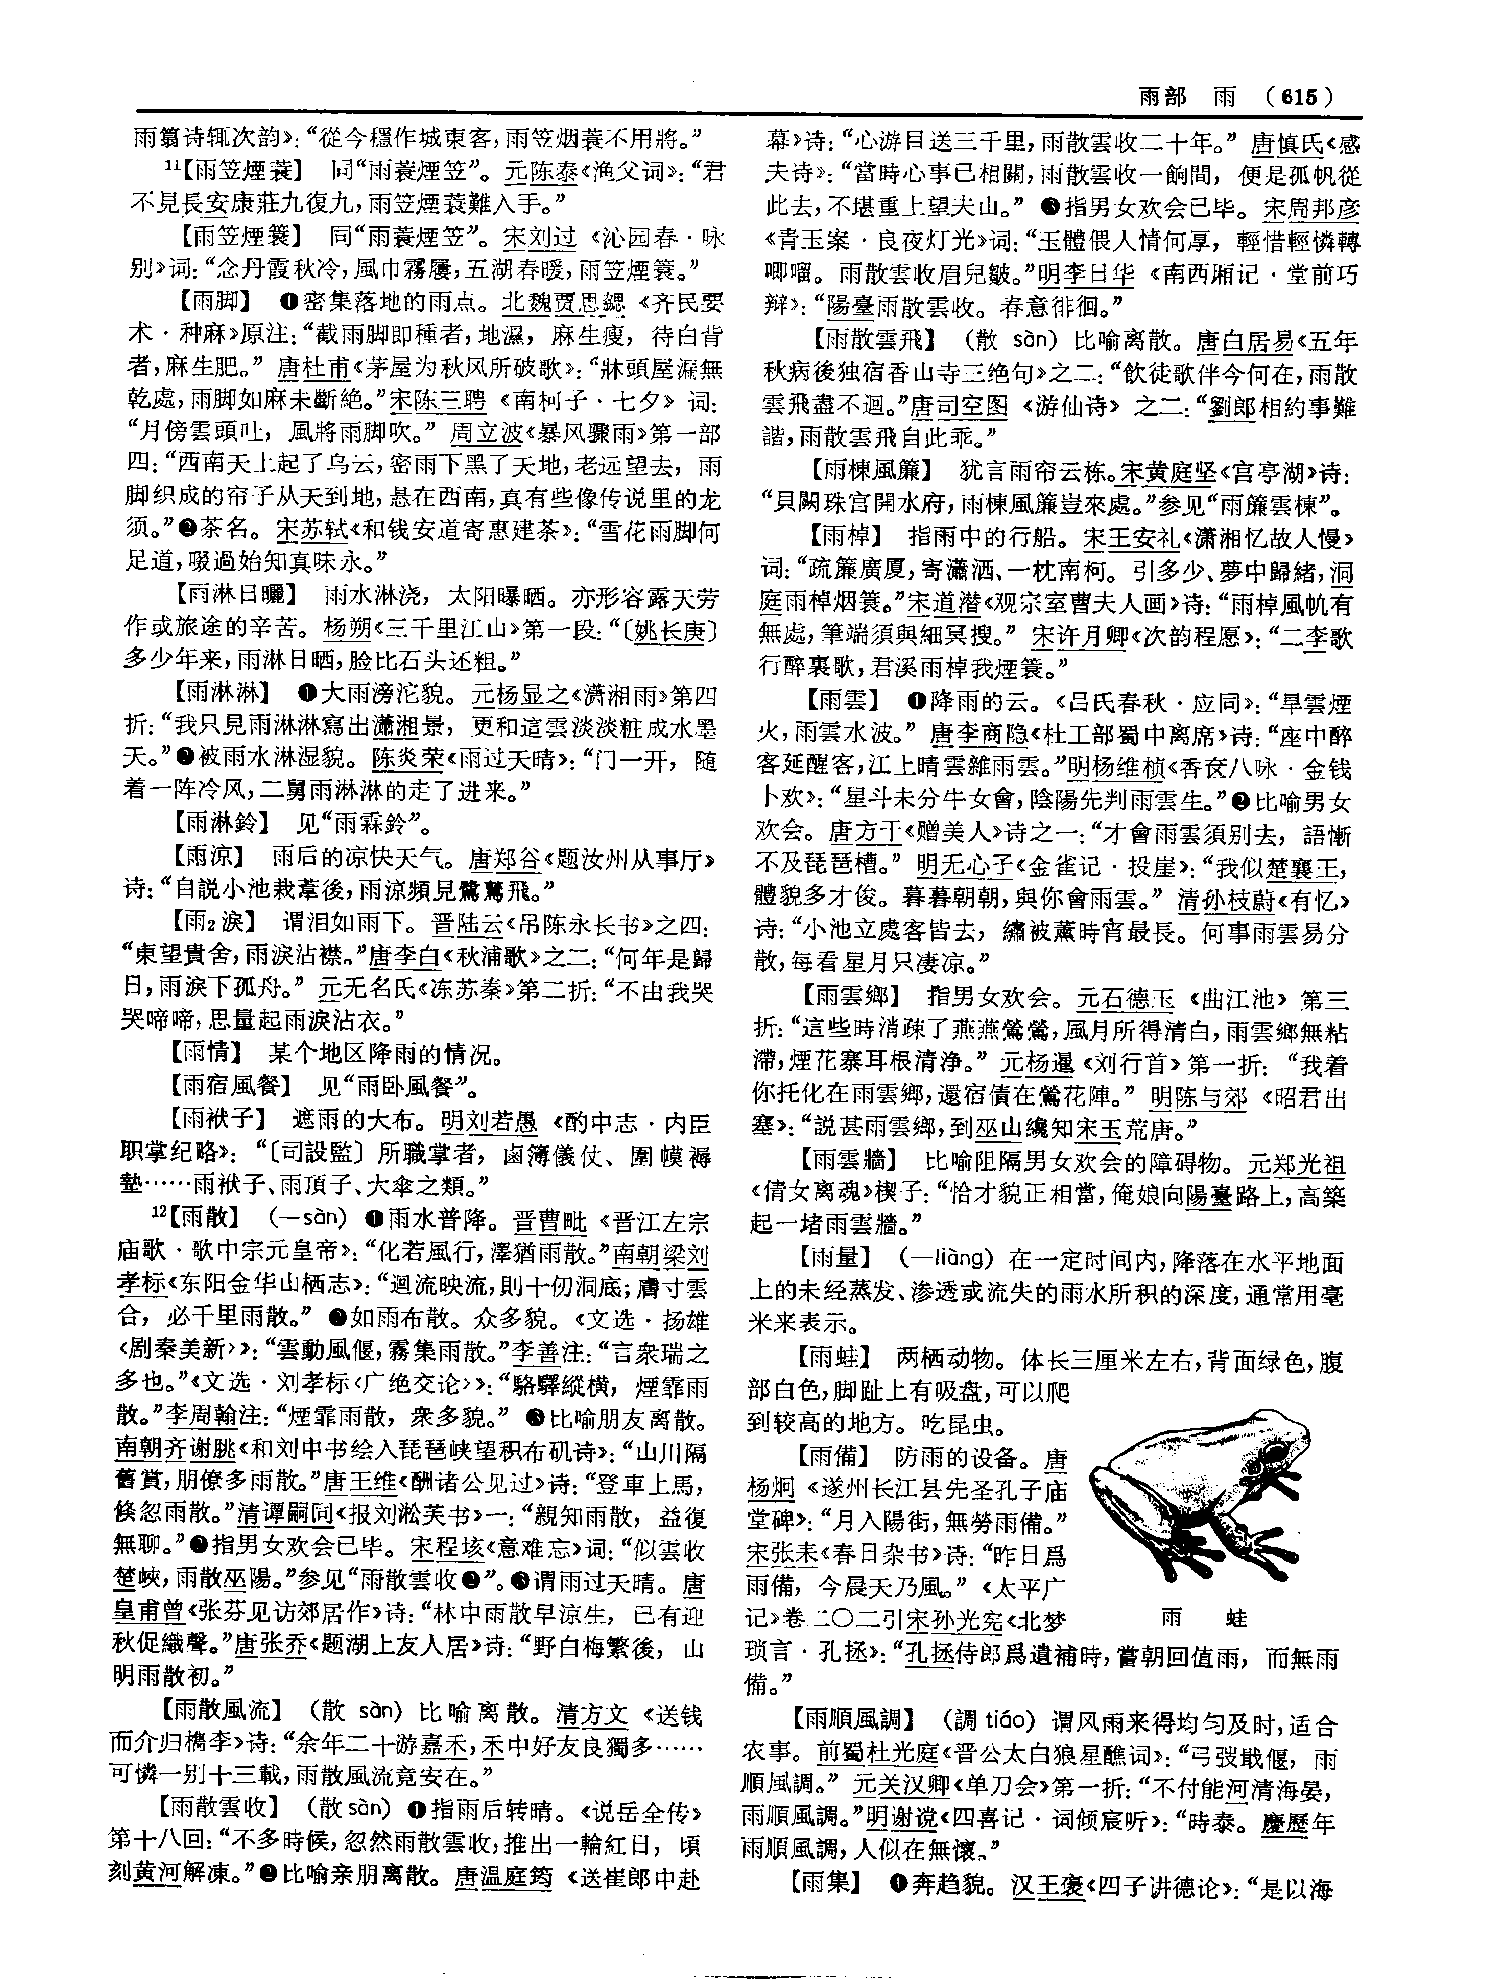 雨部　雨　（615）
雨翦诗辄次韵》：“從今穩作城東客，雨笠烟蓑不用將。”
11【雨笠煙蓑】　同“雨蓑煙笠”。元陈泰《渔父词》：“君
不見長安康莊九復九，雨笠煙蓑難入手。”
【雨笠煙簑】　同“雨蓑煙笠”。宋刘过《沁园春·咏
别》词：“念丹霞秋冷，風巾霧屨，五湖春暖，雨笠煙簑。”
【雨脚】　❶密集落地的雨点。北魏贾思勰《齐民要
术·种麻》原注：“截雨脚即種者，地濕，麻生瘦，待白背
者，麻生肥。”唐杜甫《茅屋为秋风所破歌》：“牀頭屋漏無
乾處，雨脚如麻未斷絶。”宋陈三聘《南柯子·七夕》词：
“月傍雲頭吐，風將雨脚吹。”周立波《暴风骤雨》第一部
四：“西南天上起了乌云，密雨下黑了天地，老远望去，雨
脚织成的帘子从天到地，悬在西南，真有些像传说里的龙
须。”❷茶名。宋苏轼《和钱安道寄惠建茶》：“雪花雨脚何
足道，啜過始知真味永。”
【雨淋日曬】　雨水淋浇，太阳曝晒。亦形容露天劳
作或旅途的辛苦。杨朔《三千里江山》第一段：“〔姚长庚〕
多少年来，雨淋日晒，脸比石头还粗。”
【雨淋淋】　❶大雨滂沱貌。元杨显之《潇湘雨》第四
折：“我只見雨淋淋寫出瀟湘景，更和這雲淡淡粧成水墨
天。”❷被雨水淋湿貌。陈炎荣《雨过天晴》：“门一开，随
着一阵冷风，二舅雨淋淋的走了进来。”
【雨淋鈴】　见“雨霖鈴”。
【雨涼】　雨后的凉快天气。唐郑谷《题汝州从事厅》
诗：“自説小池栽葦後，雨涼頻見鷺鷥飛。”
【雨2淚】　谓泪如雨下。晋陆云《吊陈永长书》之四：
“東望貴舍，雨淚沾襟。”唐李白《秋浦歌》之二：“何年是歸
日，雨淚下孤舟。”元无名氏《冻苏秦》第二折：“不由我哭
哭啼啼，思量起雨淚沾衣。”
【雨情】　某个地区降雨的情况。
【雨宿風餐】　见“雨卧風餐”。
【雨袱子】　遮雨的大布。明刘若愚《酌中志·内臣
职掌纪略》：“〔司設監〕所職掌者，鹵簿儀仗、圍幙褥
墊……雨袱子、雨頂子、大傘之類。”
12【雨散】　（—sàn）❶雨水普降。晋曹毗《晋江左宗
庙歌·歌中宗元皇帝》：“化若風行，澤猶雨散。”南朝梁刘
孝标《东阳金华山栖志》：“迴流映流，則十仞洞底；膚寸雲
合，必千里雨散。”❷如雨布散。众多貌。《文选·扬雄
〈剧秦美新〉》：“雲動風偃，霧集雨散。”李善注：“言衆瑞之
多也。”《文选·刘孝标〈广绝交论〉》：“駱驛縱横，煙霏雨
散。”李周翰注：“煙霏雨散，衆多貌。”❸比喻朋友离散。
南朝齐谢朓《和刘中书绘入琵琶峡望积布矶诗》：“山川隔
舊賞，朋僚多雨散。”唐王维《酬诸公见过》诗：“登車上馬，
倏忽雨散。”清谭嗣同《报刘淞芙书》一：“親知雨散，益復
無聊。”❹指男女欢会已毕。宋程垓《意难忘》词：“似雲收
楚峽，雨散巫陽。”参见“雨散雲收❸”。❺谓雨过天晴。唐
皇甫曾《张芬见访郊居作》诗：“林中雨散早涼生，已有迎
秋促織聲。”唐张乔《题湖上友人居》诗：“野白梅繁後，山
明雨散初。”
【雨散風流】　（散 sàn）比喻离散。清方文《送钱
而介归檇李》诗：“余年二十游嘉禾，禾中好友良獨多……
可憐一别十三載，雨散風流竟安在。”
【雨散雲收】　（散 sàn）❶指雨后转晴。《说岳全传》
第十八回：“不多時候，忽然雨散雲收，推出一輪紅日，頃
刻黄河解凍。”❷比喻亲朋离散。唐温庭筠《送崔郎中赴
幕》诗：“心游目送三千里，雨散雲收二十年。”唐慎氏《感
夫诗》：“當時心事已相關，雨散雲收一餉間，便是孤帆從
此去，不堪重上望夫山。”❸指男女欢会已毕。宋周邦彦
《青玉案·良夜灯光》词：“玉體偎人情何厚，輕惜輕憐轉
唧㗰。雨散雲收眉兒皺。”明李日华《南西厢记·堂前巧
辩》：“陽臺雨散雲收。春意徘徊。”
【雨散雲飛】　（散 sàn）比喻离散。唐白居易《五年
秋病後独宿香山寺三绝句》之二：“飲徒歌伴今何在，雨散
雲飛盡不迴。”唐司空图《游仙诗》之二：“劉郎相約事難
諧，雨散雲飛自此乖。”
【雨棟風簾】　犹言雨帘云栋。宋黄庭坚《宫亭湖》诗：
“貝闕珠宫開水府，雨棟風簾豈來處。”参见“雨簾雲棟”。
【雨棹】　指雨中的行船。宋王安礼《潇湘忆故人慢》
词：“疏簾廣厦，寄瀟洒、一枕南柯。引多少、夢中歸緒，洞
庭雨棹烟簑。”宋道潜《观宗室曹夫人画》诗：“雨棹風帆有
無處，筆端須與細冥搜。”宋许月卿《次韵程愿》：“二李歌
行醉裏歌，君溪雨棹我煙簑。”
【雨雲】　❶降雨的云。《吕氏春秋·应同》：“旱雲煙
火，雨雲水波。”唐李商隐《杜工部蜀中离席》诗：“座中醉
客延醒客，江上晴雲雜雨雲。”明杨维桢《香奁八咏·金钱
卜欢》：“星斗未分牛女會，陰陽先判雨雲生。”❷比喻男女
欢会。唐方干《赠美人》诗之一：“才會雨雲須别去，語慚
不及琵琶槽。”明无心子《金雀记·投崖》：“我似楚襄王，
體貌多才俊。暮暮朝朝，與你會雨雲。”清孙枝蔚《有忆》
诗：“小池立處客皆去，繡被薰時宵最長。何事雨雲易分
散，每看星月只凄凉。”
【雨雲鄉】　指男女欢会。元石德玉《曲江池》第三
折：“這些時消疎了燕燕鶯鶯，風月所得清白，雨雲鄉無粘
滯，煙花寨耳根清净。”元杨暹《刘行首》第一折：“我着
你托化在雨雲鄉，還宿債在鶯花陣。”明陈与郊《昭君出
塞》：“説甚雨雲鄉，到巫山纔知宋玉荒唐。”
【雨雲牆】　比喻阻隔男女欢会的障碍物。元郑光祖
《倩女离魂》楔子：“恰才貌正相當，俺娘向陽臺路上，高築
起一堵雨雲牆。”
【雨量】　（—liàng）在一定时间内，降落在水平地面
上的未经蒸发、渗透或流失的雨水所积的深度，通常用毫
米来表示。
【雨蛙】　两栖动物。体长三厘米左右，背面绿色，腹
部白色，脚趾上有吸盘，可以爬
到较高的地方。吃昆虫。
【雨備】　防雨的设备。唐
杨炯《遂州长江县先圣孔子庙
堂碑》：“月入陽街，無勞雨備。”
宋张耒《春日杂书》诗：“昨日爲
雨備，今晨天乃風。”《太平广
记》卷二〇二引宋孙光宪《北梦
琐言·孔拯》：“孔拯侍郎爲遺補時，嘗朝回值雨，而無雨
備。”
雨　蛙
【雨順風調】　（調 tiáo）谓风雨来得均匀及时，适合
农事。前蜀杜光庭《晋公太白狼星醮词》：“弓弢戢偃，雨
順風調。”元关汉卿《单刀会》第一折：“不付能河清海晏，
雨順風調。”明谢谠《四喜记·词倾宸听》：“時泰。慶歷年
雨順風調，人似在無懷。”
【雨集】　❶奔趋貌。汉王褒《四子讲德论》：“是以海